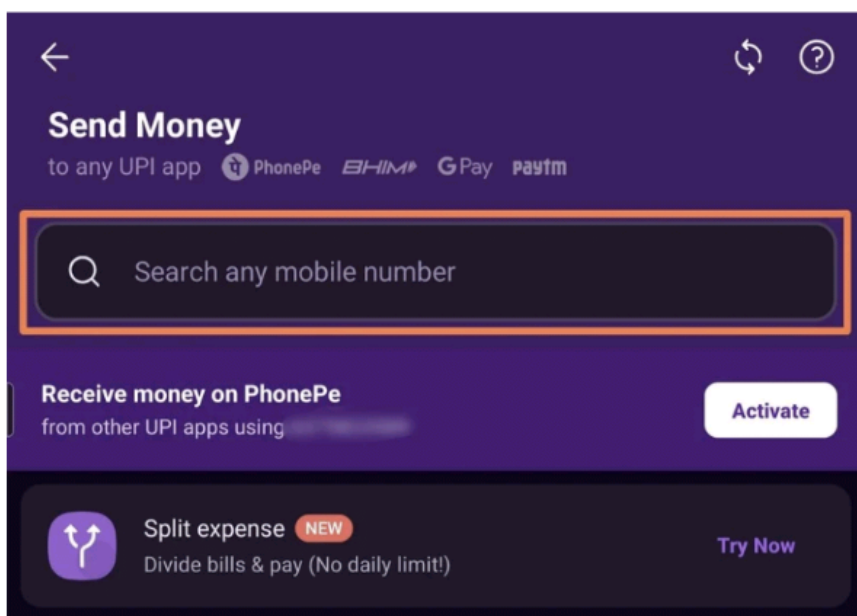 Send Money
to any UPI app PhonePe BHIM GPay paytm
Search any mobile number
Receive money on PhonePe
from other UPI apps using
Activate
Split expense NEW
Divide bills & pay (No daily limit!)
Try Now